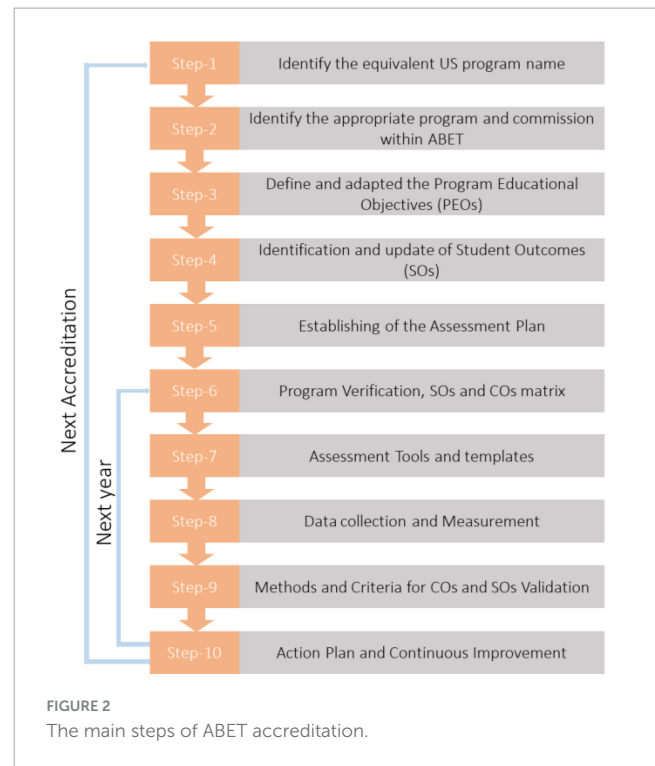 Step-1
Identify the equivalent US program name
Step-2
Identify the appropriate program and commission
within ABET
Step-3
Define and adapted the Program Educational
Objectives (PEOs)
Step-4
Identification and update of Student Outcomes
(SOs)
Step-5
Establishing of the Assessment Plan
Step-6
Program Verification, SOs and COs matrix
Step-7
Assessment Tools and templates
Step-8
Data collection and Measurement
Step-9
Methods and Criteria for COs and SOs Validation
Step-10
Action Plan and Continuous Improvement
Next Accreditation
Next year
FIGURE 2
The main steps of ABET accreditation.